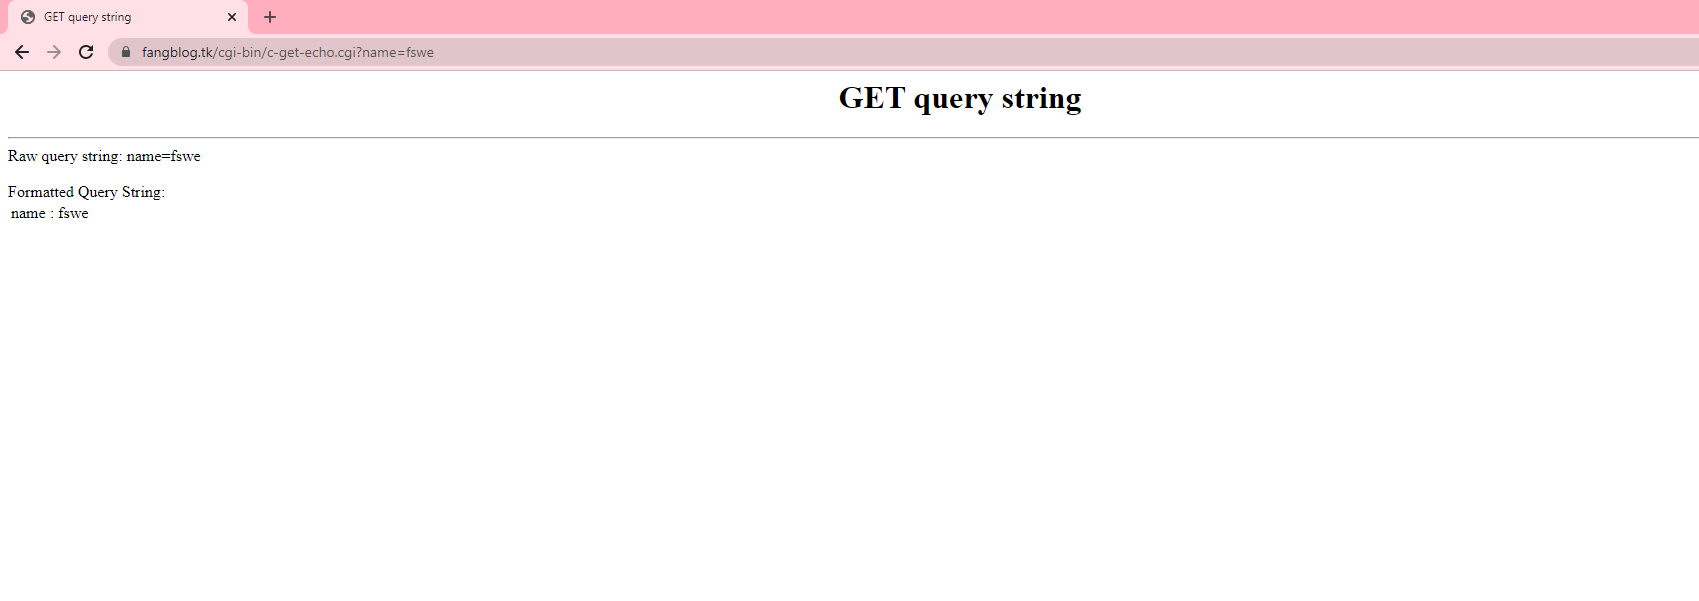 GET query string
fangblog.tk/cgi-bin/c-get-echo.cgi?name=fswe
GET query string
Raw query string: name=fswe
Formatted Query String:
name : fswe